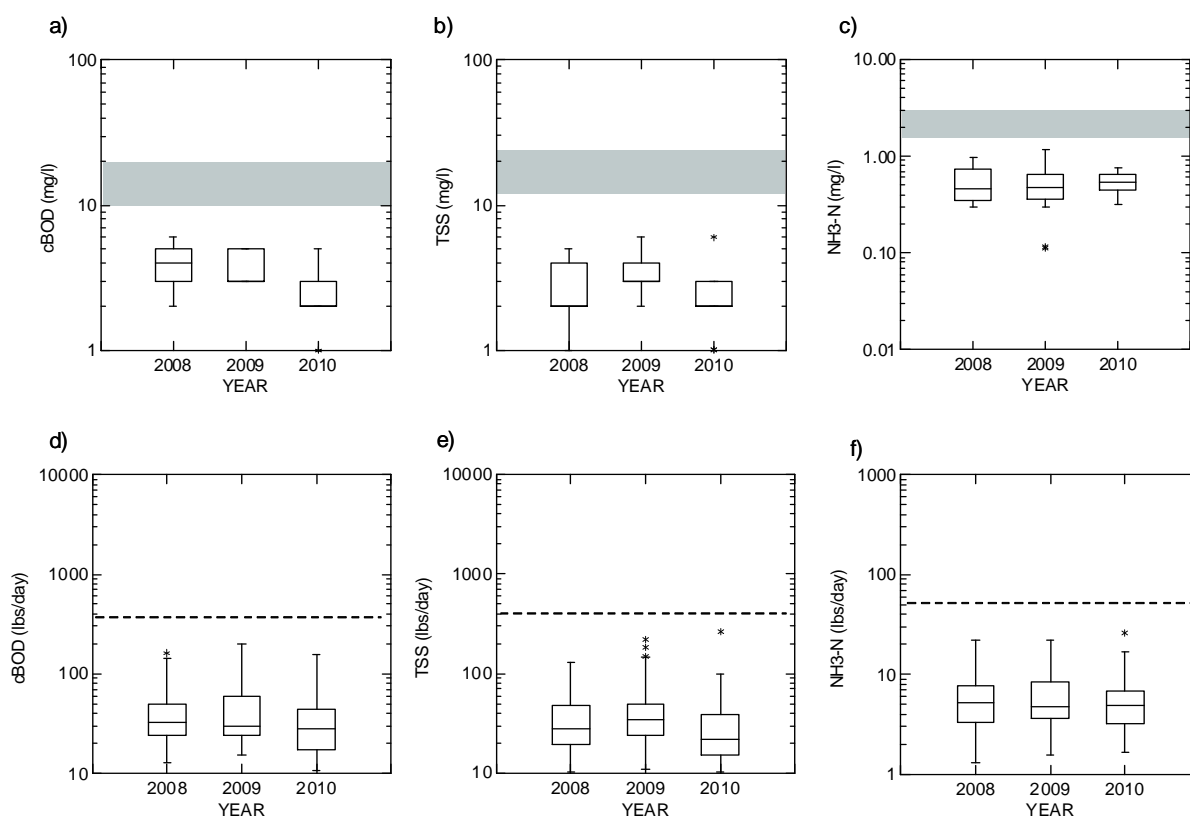 a)
100
10
1
cBOD (mg/l)
2008 2009 2010
YEAR
b)
100
10
1
TSS (mg/l)
2008 2009 2010
YEAR
c)
10.00
1.00
0.10
0.01
NH3-N (mg/l)
2008 2009 2010
YEAR
d)
10000
1000
100
10
cBOD (lbs/day)
2008 2009 2010
YEAR
e)
10000
1000
100
10
TSS (lbs/day)
2008 2009 2010
YEAR
f)
1000
100
10
1
NH3-N (lbs/day)
2008 2009 2010
YEAR